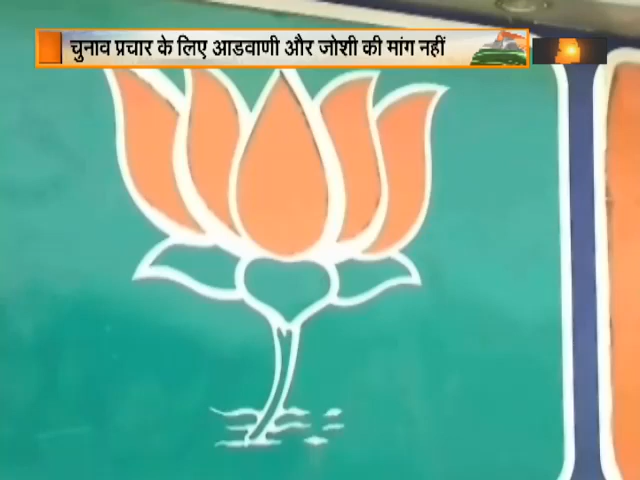 चुनाव प्रचार के लिए आडवाणी और जोशी की मांग नहीं